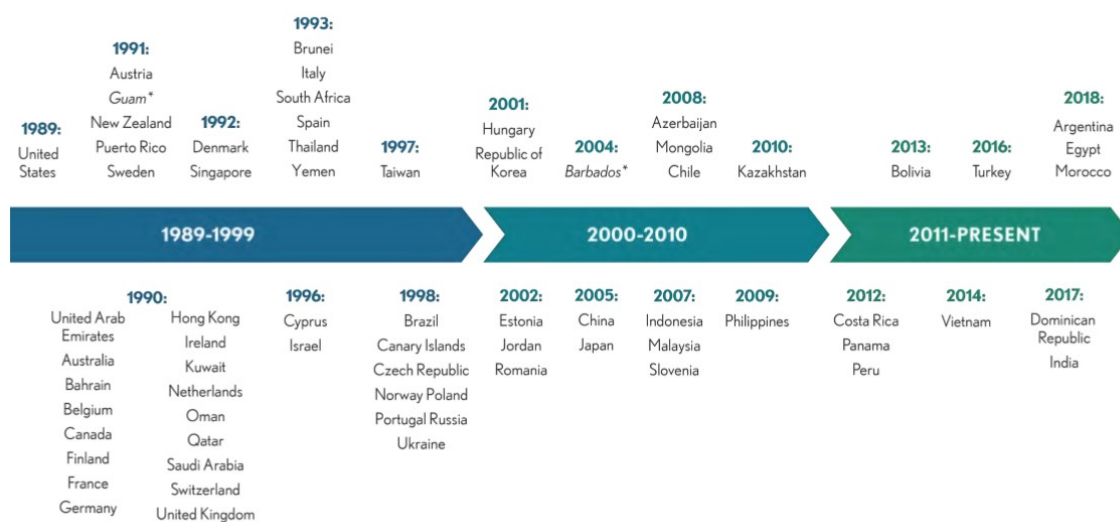 1989:
United
States
1991:
Austria
Guam*
New Zealand
Puerto Rico
Sweden
1992:
Denmark
Singapore
1993:
Brunei
Italy
South Africa
Spain
Thailand
Yemen
1997:
Taiwan
2001:
Hungary
Republic of
Korea
2004:
Barbados*
2008:
Azerbaijan
Mongolia
Chile
2010:
Kazakhstan
2013:
Bolivia
2016:
Turkey
2018:
Argentina
Egypt
Morocco
1989-1999
2000-2010
2011-PRESENT
1990:
United Arab
Emirates
Australia
Bahrain
Belgium
Canada
Finland
France
Germany
Hong Kong
Ireland
Kuwait
Netherlands
Oman
Qatar
Saudi Arabia
Switzerland
United Kingdom
1996:
Cyprus
Israel
1998:
Brazil
Canary Islands
Czech Republic
Norway Poland
Portugal Russia
Ukraine
2002:
Estonia
Jordan
Romania
2005:
China
Japan
2007:
Indonesia
Malaysia
Slovenia
2009:
Philippines
2012:
Costa Rica
Panama
Peru
2014:
Vietnam
2017:
Dominican
Republic
India